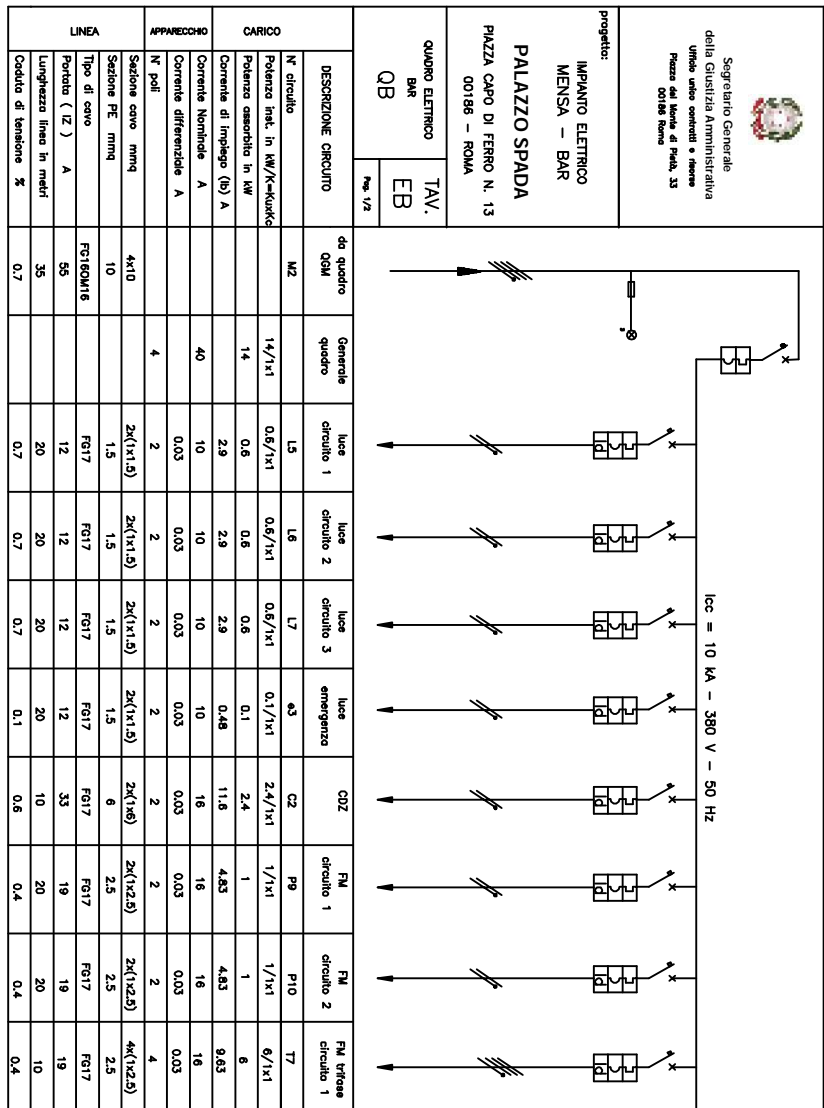 Segretario Generale
della Giustizia Amministrativa
Ufficio unico contratti e risorse
Piazza del Monte di Pietà, 33
00186 Roma
progetto:
IMPIANTO ELETTRICO
MENSA – BAR
PALAZZO SPADA
PIAZZA CAPO DI FERRO N. 13
00186 – ROMA
QUADRO ELETTRICO
BAR
QB
TAV.
EB
Pag. 1/2
Icc = 10 kA – 380 V – 50 Hz
DESCRIZIONE CIRCUITO da quadro QGM Generale quadro luce circuito 1 luce circuito 2 luce circuito 3 luce emergenza CDZ FM circuito 1 FM circuito 2 FM trifase circuito 1
CARICO
N° circuito M2 L5 L6 L7 e3 C2 P9 P10 T7
Potenza inst. in kW/K=KuxKc 14/1x1 0.6/1x1 0.6/1x1 0.6/1x1 0.1/1x1 2.4/1x1 1/1x1 1/1x1 6/1x1
Potenza assorbita in kW 14 0.6 0.6 0.6 0.1 2.4 1 1 6
Corrente di impiego (Ib) A 2.9 2.9 2.9 0.48 11.6 4.83 4.83 9.63
APPARECCHIO
Corrente Nominale A 40 10 10 10 10 16 16 16 16
Corrente differenziale A 0.03 0.03 0.03 0.03 0.03 0.03 0.03 0.03
N° poli 4 2 2 2 2 2 2 2 4
LINEA
Sezione cavo mmq 4x10 2x(1x1.5) 2x(1x1.5) 2x(1x1.5) 2x(1x1.5) 2x(1x6) 2x(1x2.5) 2x(1x2.5) 4x(1x2.5)
Sezione PE mmq 10 1.5 1.5 1.5 1.5 6 2.5 2.5 2.5
Tipo di cavo FG16OM16 FG17 FG17 FG17 FG17 FG17 FG17 FG17 FG17
Portata ( IZ ) A 55 12 12 12 12 33 19 19 19
Lunghezza linea in metri 35 20 20 20 20 10 20 20 10
Caduta di tensione % 0.7 0.7 0.7 0.7 0.1 0.6 0.4 0.4 0.4